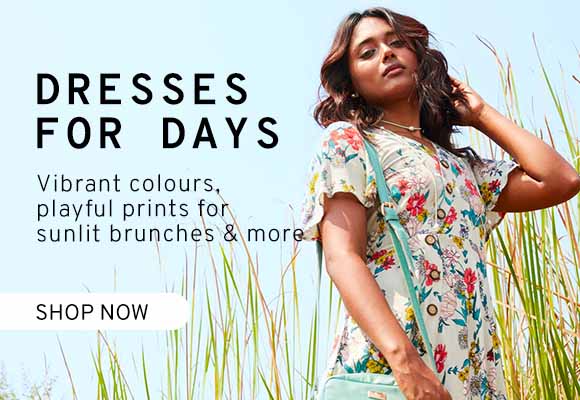 DRESSES
FOR DAYS
Vibrant colours,
playful prints for
sunlit brunches & more
SHOP NOW